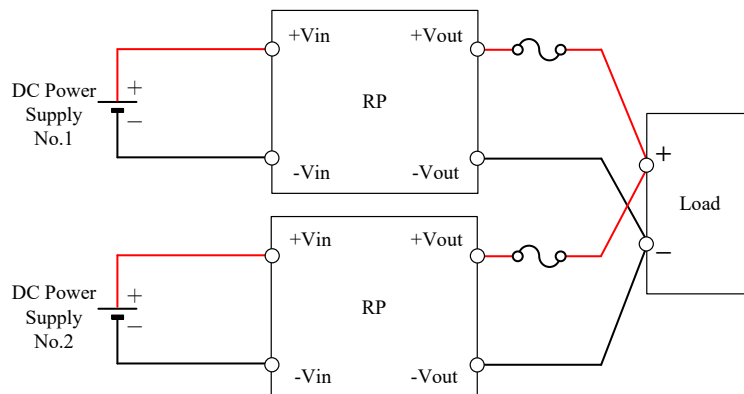 +Vin
+Vout
DC Power
Supply
No.1
+
−
RP
-Vin
-Vout
+
Load
−
+Vin
+Vout
DC Power
Supply
No.2
+
−
RP
-Vin
-Vout